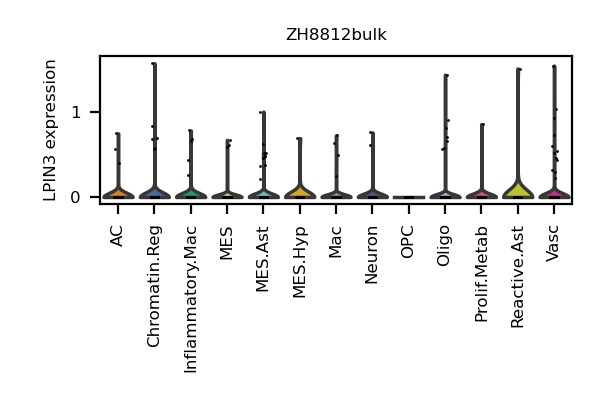 ZH8812bulk
LPIN3 expression
1
0
AC
Chromatin.Reg
Inflammatory.Mac
MES
MES.Ast
MES.Hyp
Mac
Neuron
OPC
Oligo
Prolif.Metab
Reactive.Ast
Vasc